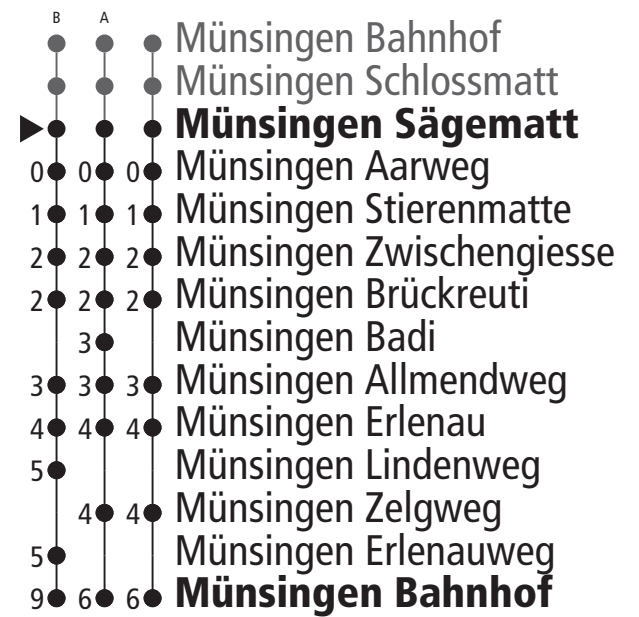 B A
Münsingen Bahnhof
Münsingen Schlossmatt
Münsingen Sägematt
0 0 0 Münsingen Aarweg
1 1 1 Münsingen Stierenmatte
2 2 2 Münsingen Zwischengiesse
2 2 2 Münsingen Brückreuti
3 Münsingen Badi
3 3 3 Münsingen Allmendweg
4 4 4 Münsingen Erlenau
5 Münsingen Lindenweg
4 4 Münsingen Zelgweg
5 Münsingen Erlenauweg
9 6 6 Münsingen Bahnhof